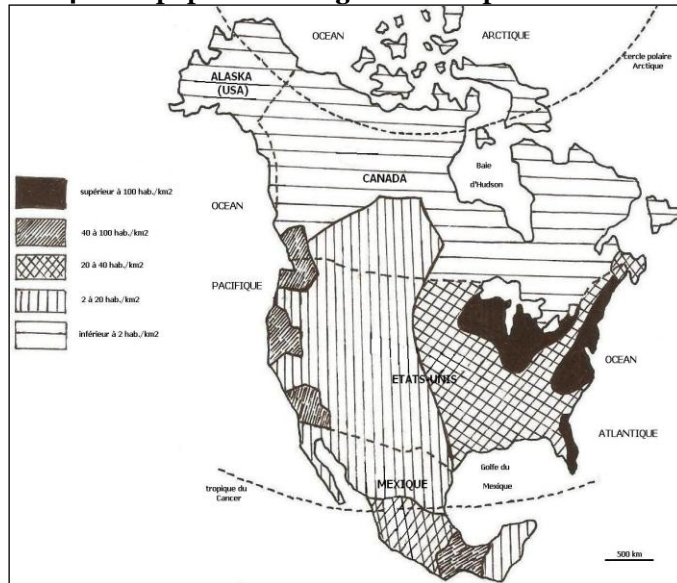 OCEAN
ARCTIQUE
cercle polaire
Arctique
ALASKA
(USA)
Baie
d'Hudson
CANADA
supérieur à 100 hab./km2
OCEAN
40 à 100 hab./km2
20 à 40 hab./km2
PACIFIQUE
2 à 20 hab./km2
inférieur à 2 hab./km2
OCEAN
ETATS-UNIS
ATLANTIQUE
Golfe du
Mexique
MEXIQUE
tropique du
Cancer
500 km